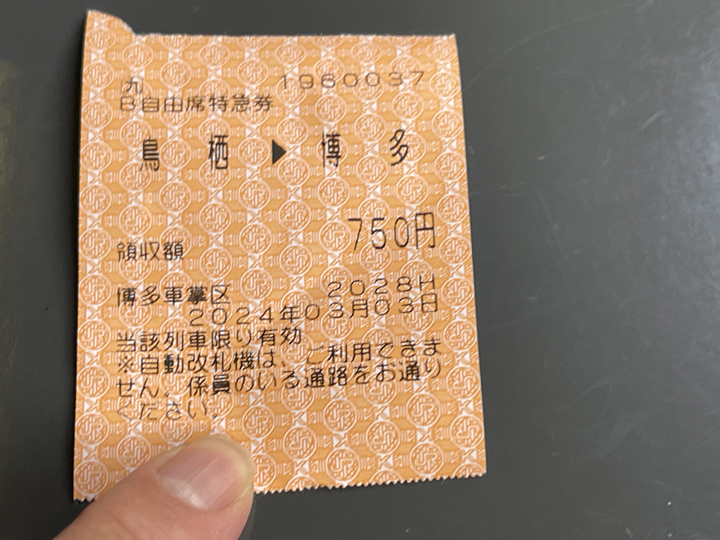 九 1980037
B自由席特急券
鳥 栖 ▶ 博 多
750円
領収額
博多車掌区 2028H
2024年03月03日
当該列車限り有効
※自動改札機は、ご利用できま
せん。係員のいる通路をお通り
ください。